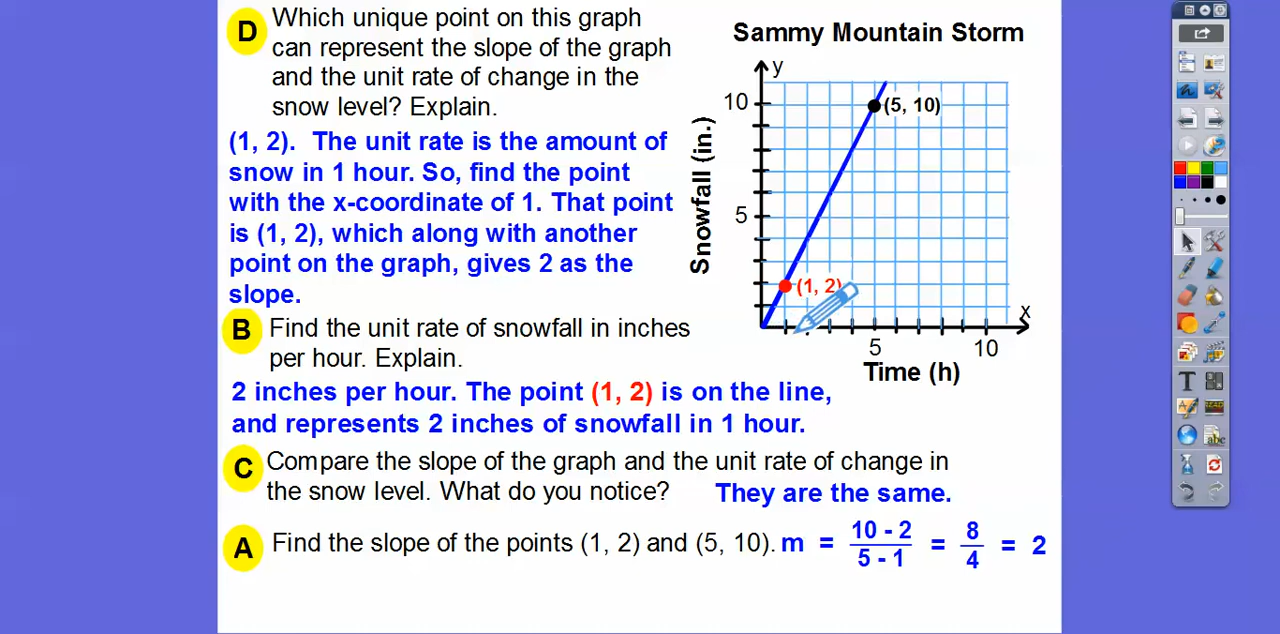 D
Which unique point on this graph
can represent the slope of the graph
and the unit rate of change in the
snow level? Explain.
(1, 2). The unit rate is the amount of
snow in 1 hour. So, find the point
with the x-coordinate of 1. That point
is (1, 2), which along with another
point on the graph, gives 2 as the
slope.
Sammy Mountain Storm
y
10
(5, 10)
Snowfall (in.)
5
(1, 2)
x
5
10
Time (h)
B
Find the unit rate of snowfall in inches
per hour. Explain.
2 inches per hour. The point (1, 2) is on the line,
and represents 2 inches of snowfall in 1 hour.
C
Compare the slope of the graph and the unit rate of change in
the snow level. What do you notice? They are the same.
A
Find the slope of the points (1, 2) and (5, 10). m = 10 - 2 / 5 - 1 = 8 / 4 = 2
T
abc